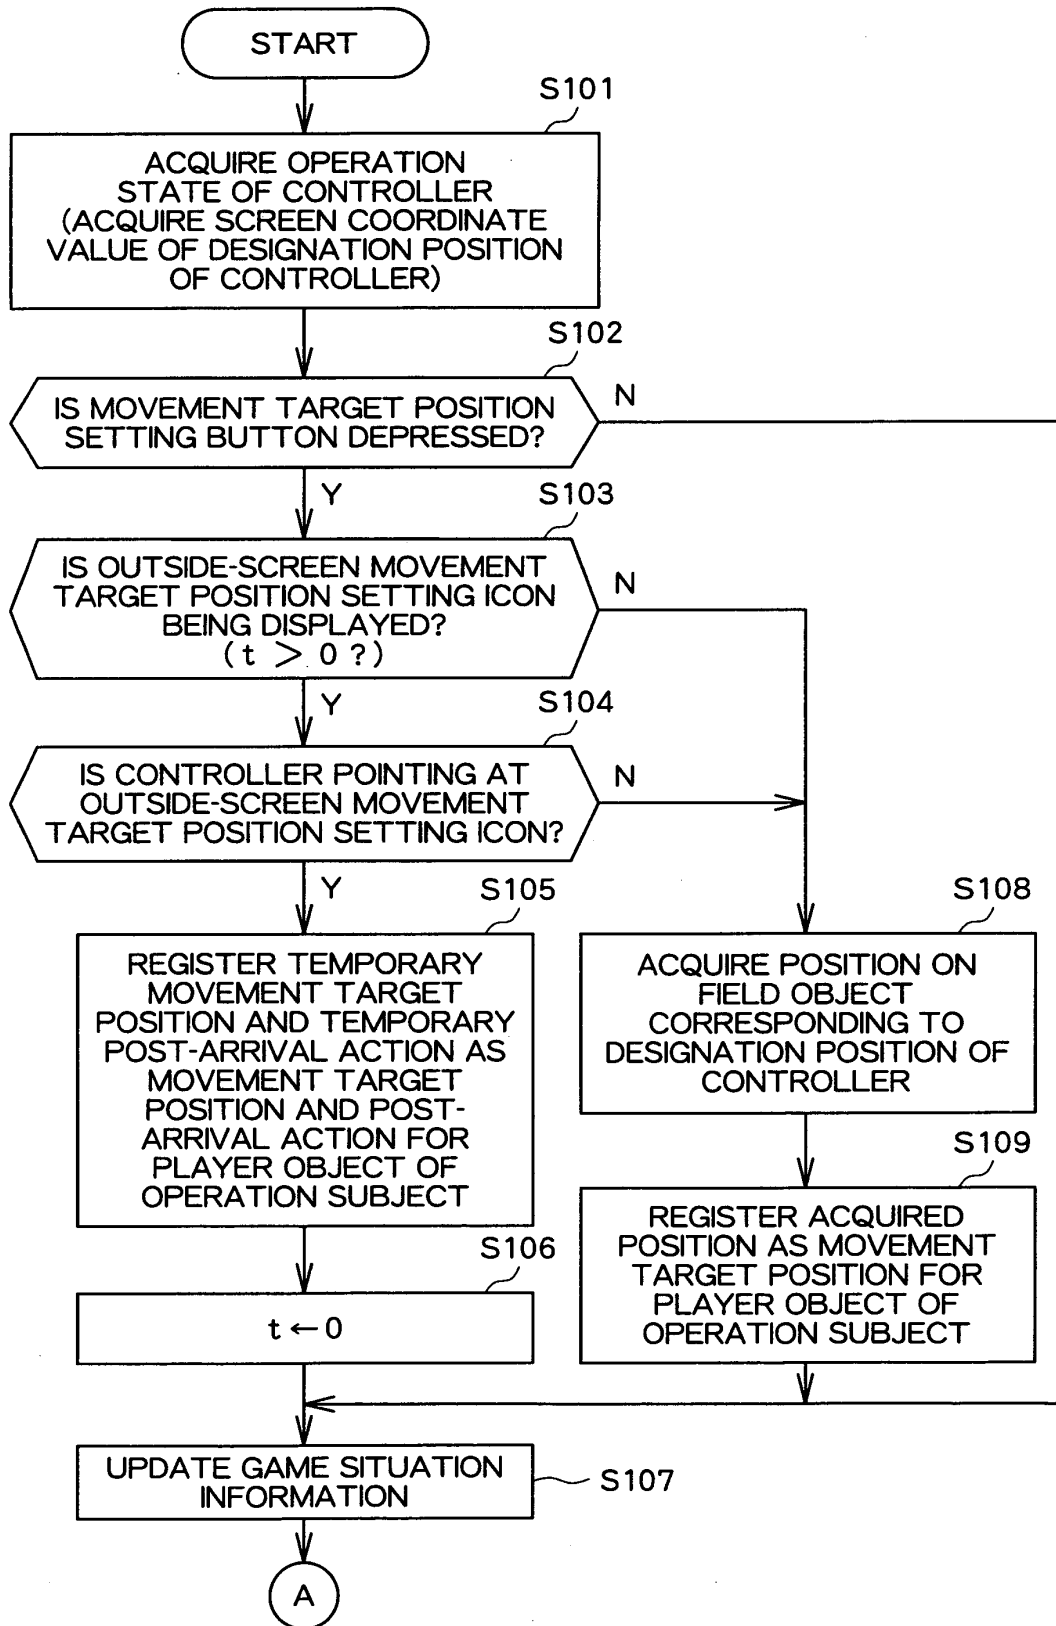 START
S101
ACQUIRE OPERATION
STATE OF CONTROLLER
(ACQUIRE SCREEN COORDINATE
VALUE OF DESIGNATION POSITION
OF CONTROLLER)
S102
IS MOVEMENT TARGET POSITION
SETTING BUTTON DEPRESSED?
N
Y
S103
IS OUTSIDE-SCREEN MOVEMENT
TARGET POSITION SETTING ICON
BEING DISPLAYED?
(t > 0 ?)
N
Y
S104
IS CONTROLLER POINTING AT
OUTSIDE-SCREEN MOVEMENT
TARGET POSITION SETTING ICON?
N
Y
S105
REGISTER TEMPORARY
MOVEMENT TARGET
POSITION AND TEMPORARY
POST-ARRIVAL ACTION AS
MOVEMENT TARGET
POSITION AND POST-
ARRIVAL ACTION FOR
PLAYER OBJECT OF
OPERATION SUBJECT
S108
ACQUIRE POSITION ON
FIELD OBJECT
CORRESPONDING TO
DESIGNATION POSITION OF
CONTROLLER
S109
REGISTER ACQUIRED
POSITION AS MOVEMENT
TARGET POSITION FOR
PLAYER OBJECT OF
OPERATION SUBJECT
S106
t ← 0
UPDATE GAME SITUATION
INFORMATION
S107
A